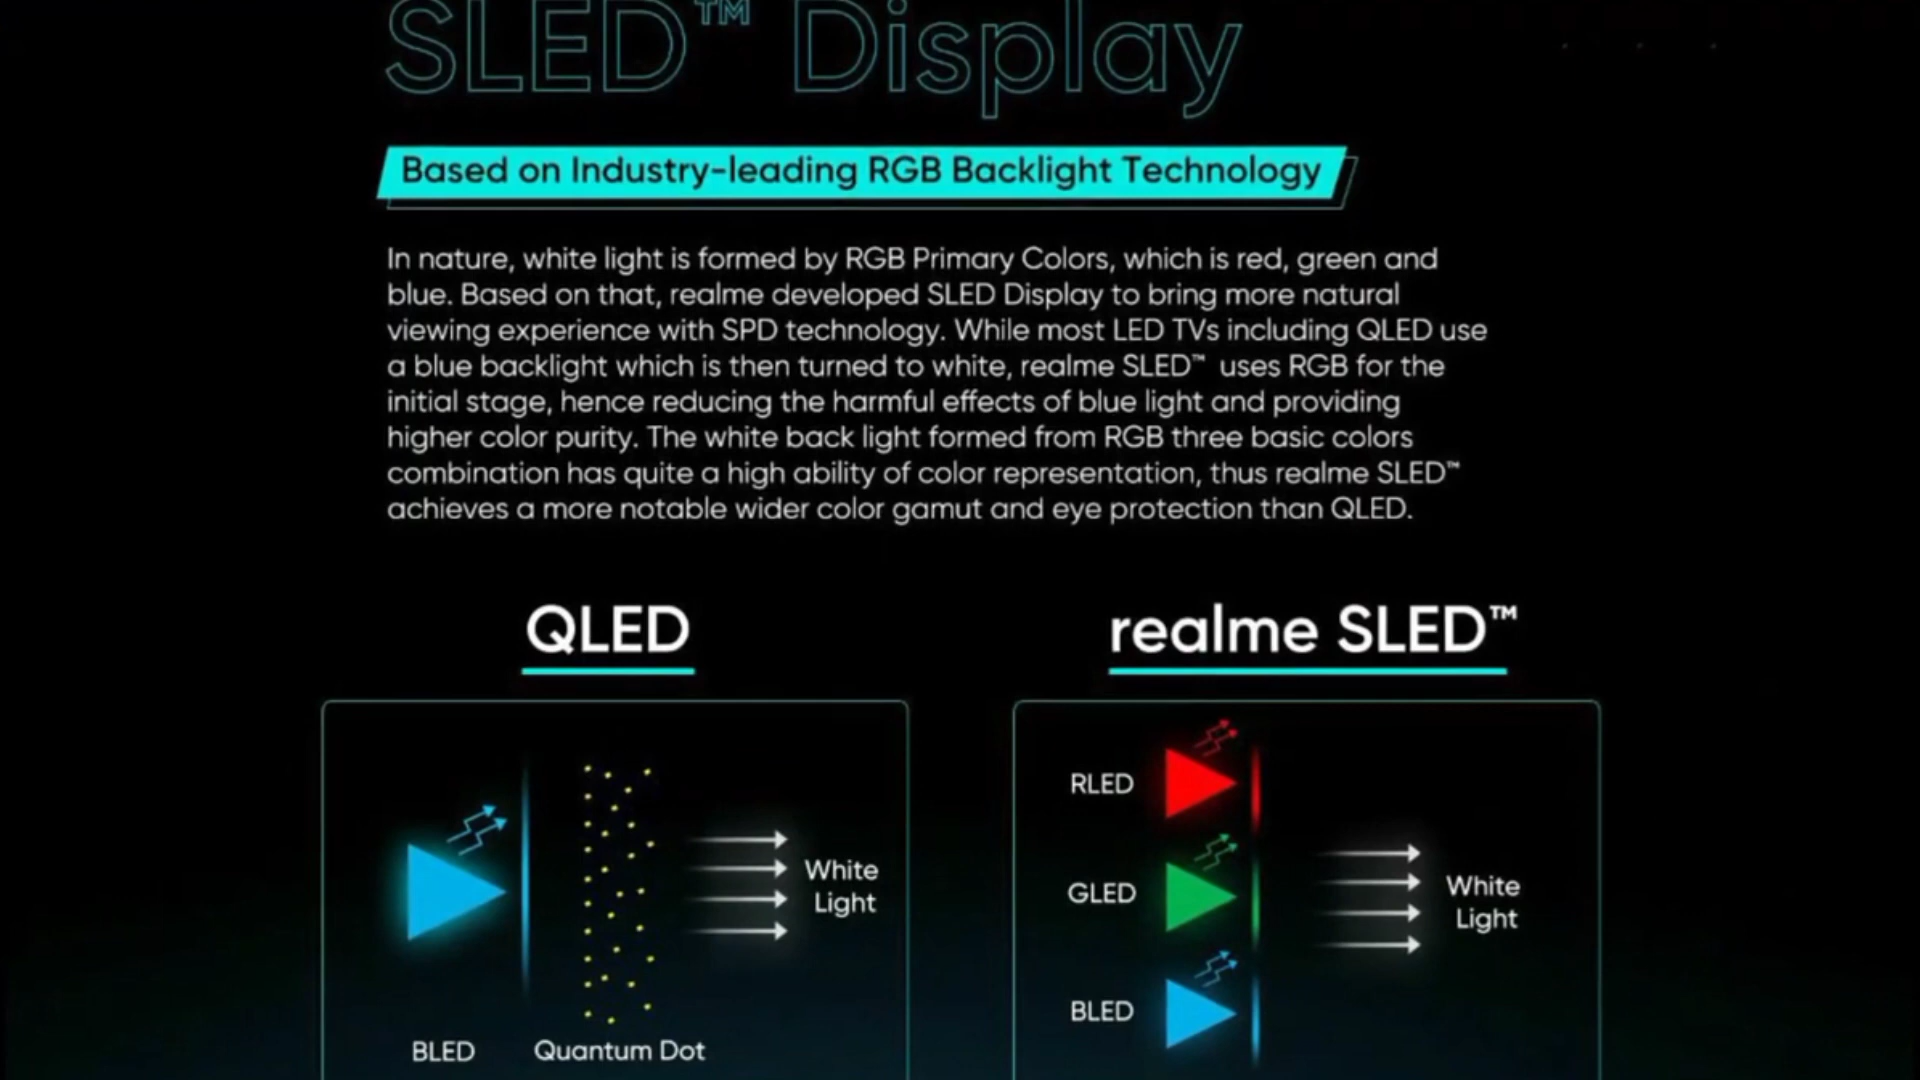 SLED™ Display
Based on Industry-leading RGB Backlight Technology
In nature, white light is formed by RGB Primary Colors, which is red, green and
blue. Based on that, realme developed SLED Display to bring more natural
viewing experience with SPD technology. While most LED TVs including QLED use
a blue backlight which is then turned to white, realme SLED™ uses RGB for the
initial stage, hence reducing the harmful effects of blue light and providing
higher color purity. The white back light formed from RGB three basic colors
combination has quite a high ability of color representation, thus realme SLED™
achieves a more notable wider color gamut and eye protection than QLED.
QLED
White
Light
BLED
Quantum Dot
realme SLED™
RLED
GLED
BLED
White
Light